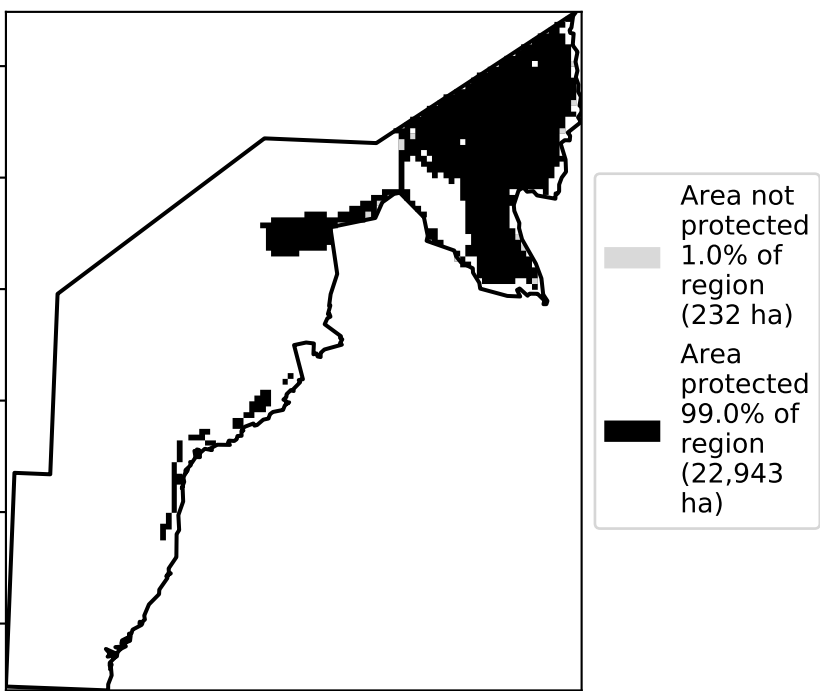 Area not
protected
1.0% of
region
(232 ha)
Area
protected
99.0% of
region
(22,943
ha)